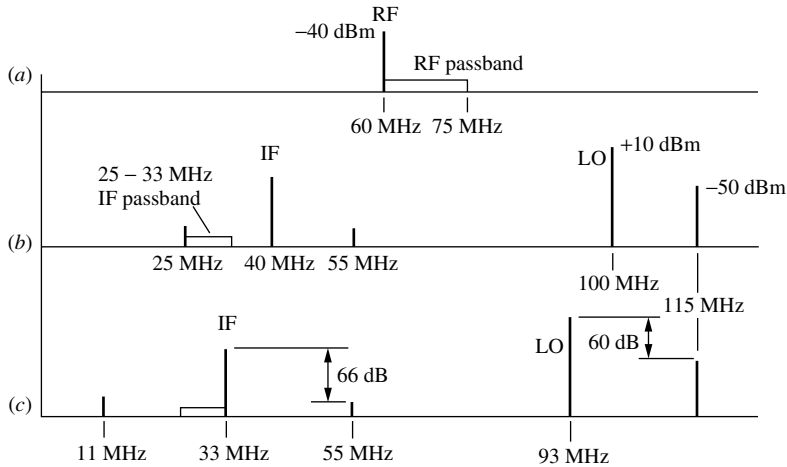 RF
−40 dBm
RF passband
(a)
60 MHz
75 MHz
IF
LO
+10 dBm
25 − 33 MHz
IF passband
−50 dBm
(b)
25 MHz
40 MHz
55 MHz
100 MHz
115 MHz
IF
LO
60 dB
66 dB
(c)
11 MHz
33 MHz
55 MHz
93 MHz